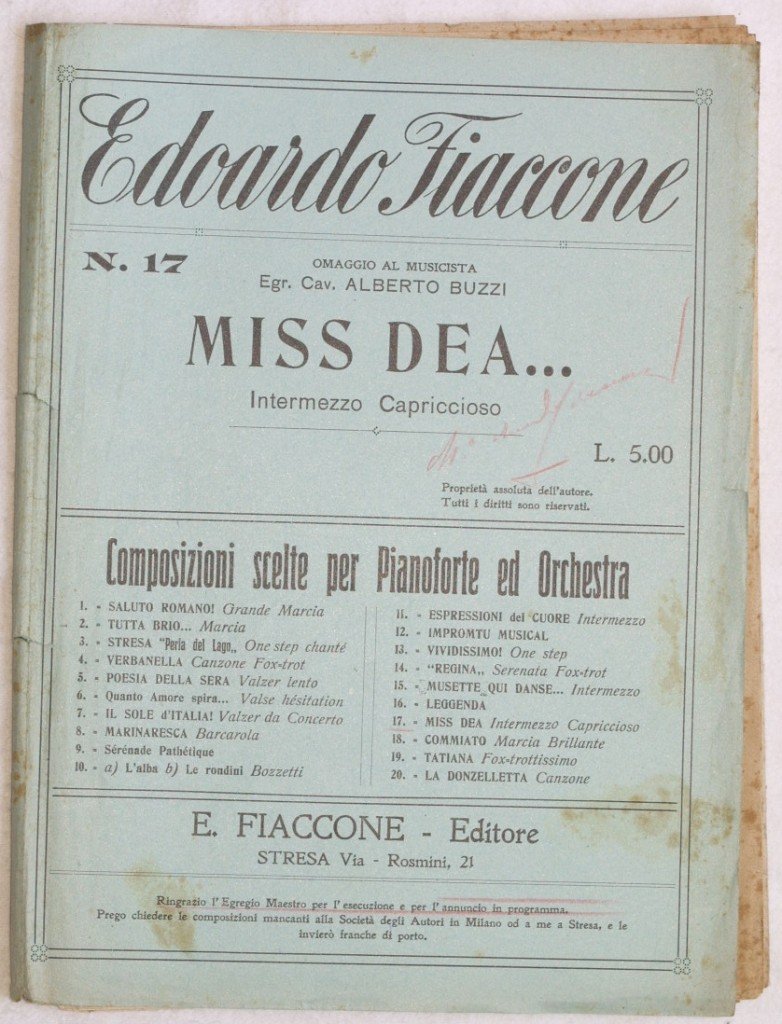 Edoardo Fiaccone
N. 17
OMAGGIO AL MUSICISTA
Egr. Cav. ALBERTO BUZZI
MISS DEA...
Intermezzo Capriccioso
L. 5.00
Proprietà assoluta dell'autore.
Tutti i diritti sono riservati.
Composizioni scelte per Pianoforte ed Orchestra
1. - SALUTO ROMANO! Grande Marcia
2. - TUTTA BRIO... Marcia
3. - STRESA "Perla del Lago„ One step chanté
4. - VERBANELLA Canzone Fox-trot
5. - POESIA DELLA SERA Valzer lento
6. - Quanto Amore spira... Valse hésitation
7. - IL SOLE d'ITALIA! Valzer da Concerto
8. - MARINARESCA Barcarola
9. - Sérénade Pathétique
10. - a) L'alba b) Le rondini Bozzetti
11. - ESPRESSIONI del CUORE Intermezzo
12. - IMPROMTU MUSICAL
13. - VIVIDISSIMO! One step
14. - "REGINA„ Serenata Fox-trot
15. - MUSETTE QUI DANSE... Intermezzo
16. - LEGGENDA
17. - MISS DEA Intermezzo Capriccioso
18. - COMMIATO Marcia Brillante
19. - TATIANA Fox-trottissimo
20. - LA DONZELLETTA Canzone
E. FIACCONE - Editore
STRESA Via - Rosmini, 21
Ringrazio l'Egregio Maestro per l'esecuzione e per l'annuncio in programma.
Prego chiedere le composizioni mancanti alla Società degli Autori in Milano od a me a Stresa, e le
invierò franche di porto.